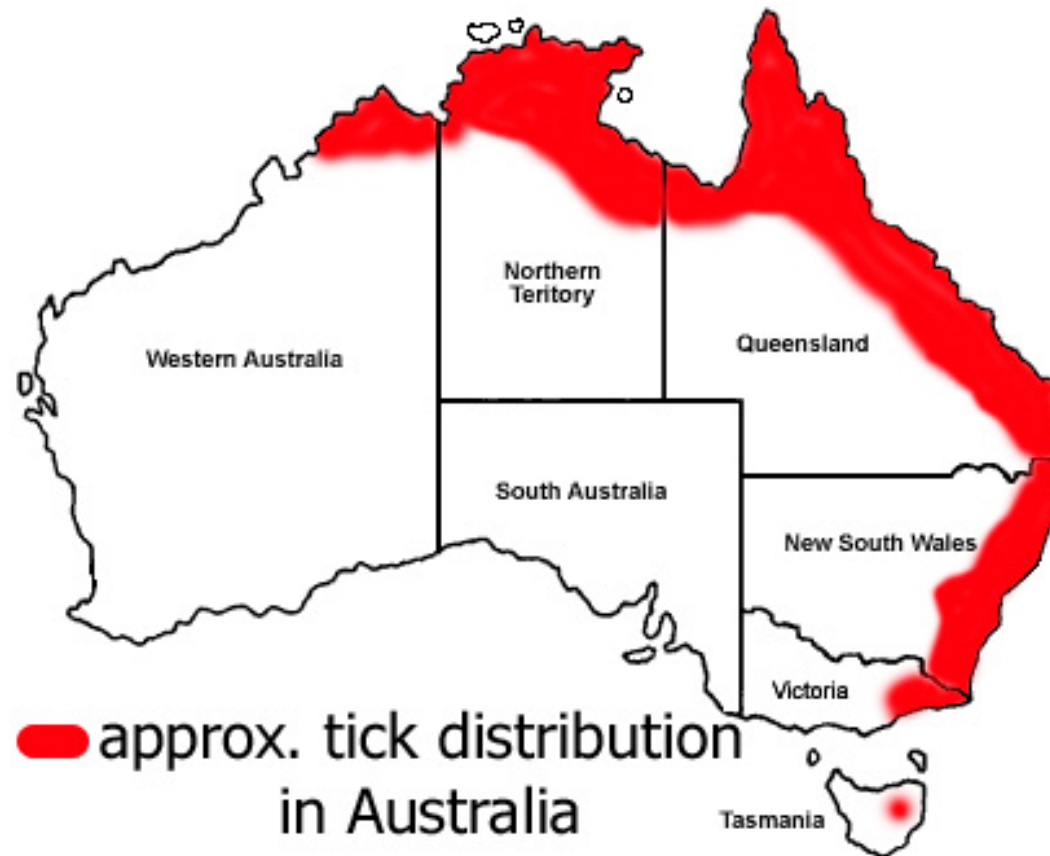 Northern
Teritory
Western Australia
Queensland
South Australia
New South Wales
Victoria
approx. tick distribution
in Australia
Tasmania